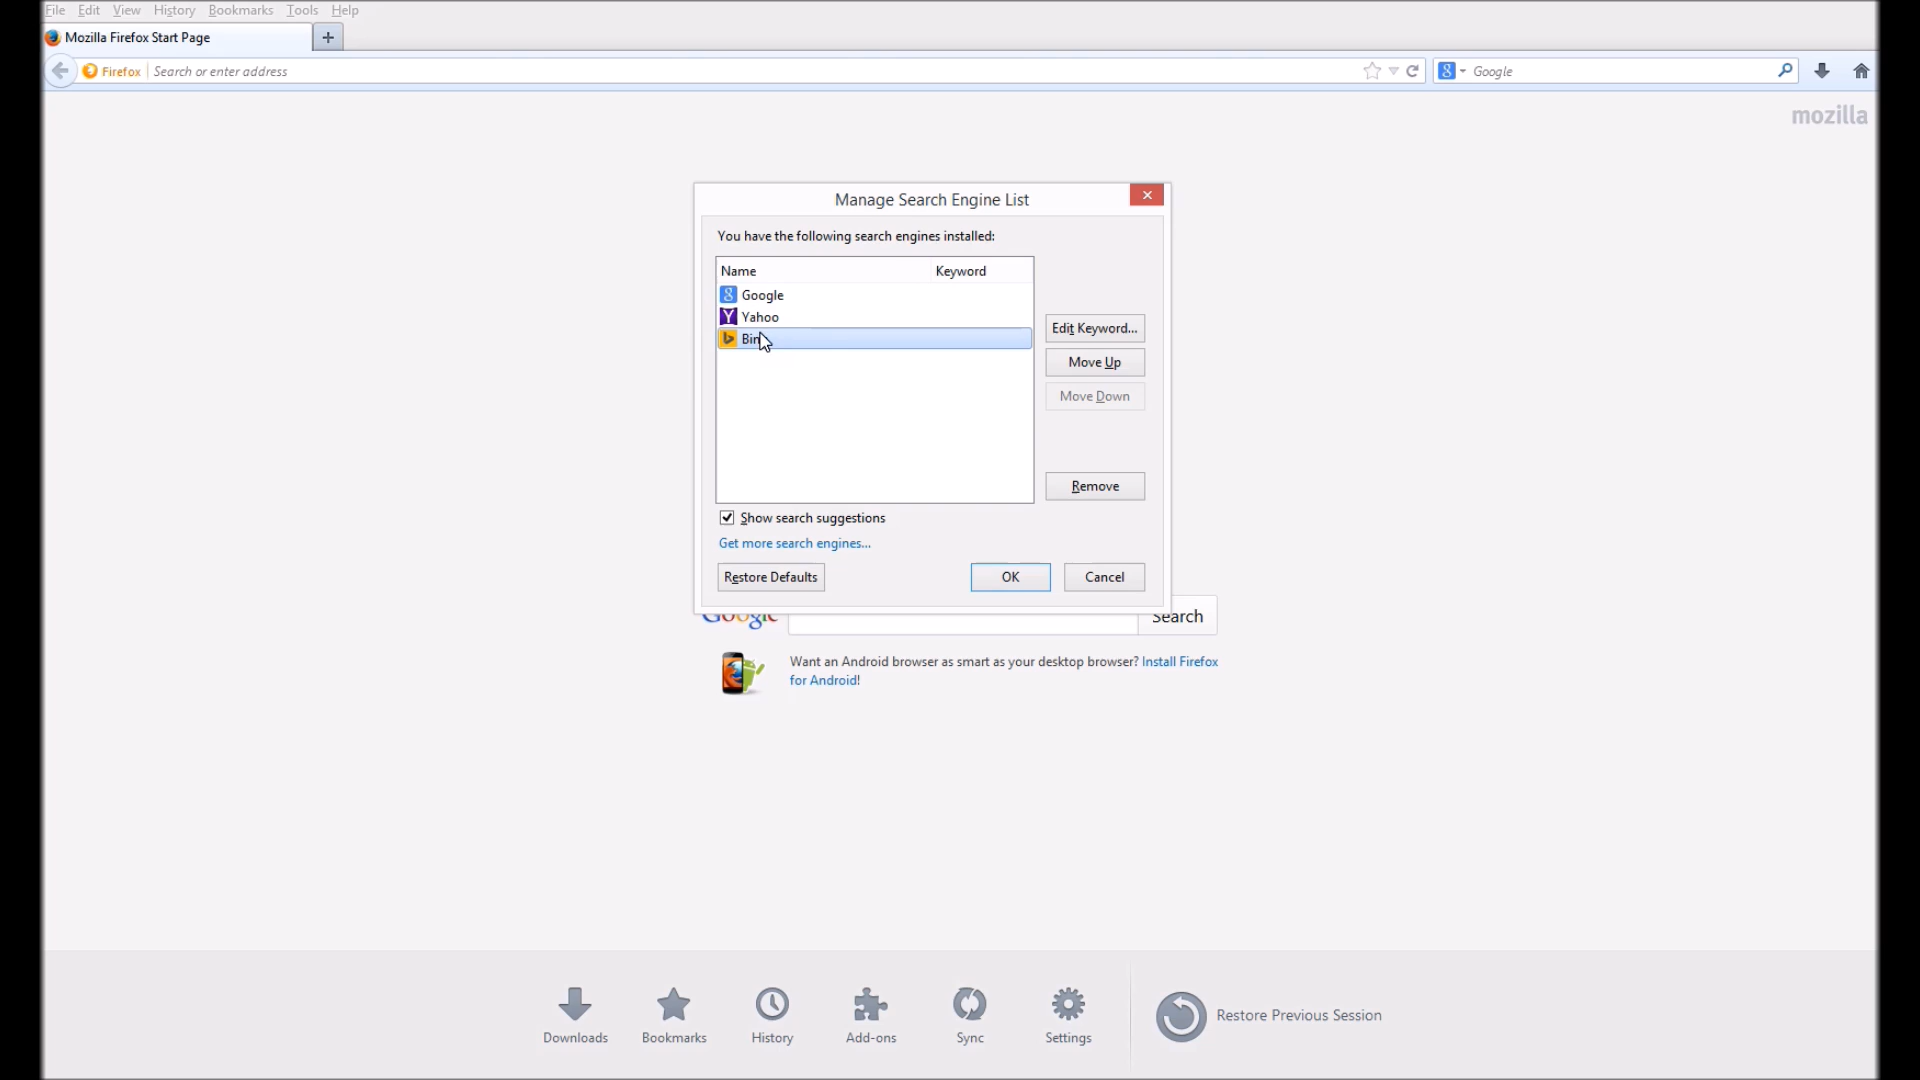 File Edit View History Bookmarks Tools Help
Mozilla Firefox Start Page +
Firefox Search or enter address
8 Google
mozilla
Manage Search Engine List
You have the following search engines installed:
Name Keyword
Google
Yahoo
Bin
Edit Keyword...
Move Up
Move Down
Remove
Show search suggestions
Get more search engines...
Restore Defaults OK Cancel
Google Search
Want an Android browser as smart as your desktop browser? Install Firefox
for Android!
Downloads Bookmarks History Add-ons Sync Settings Restore Previous Session